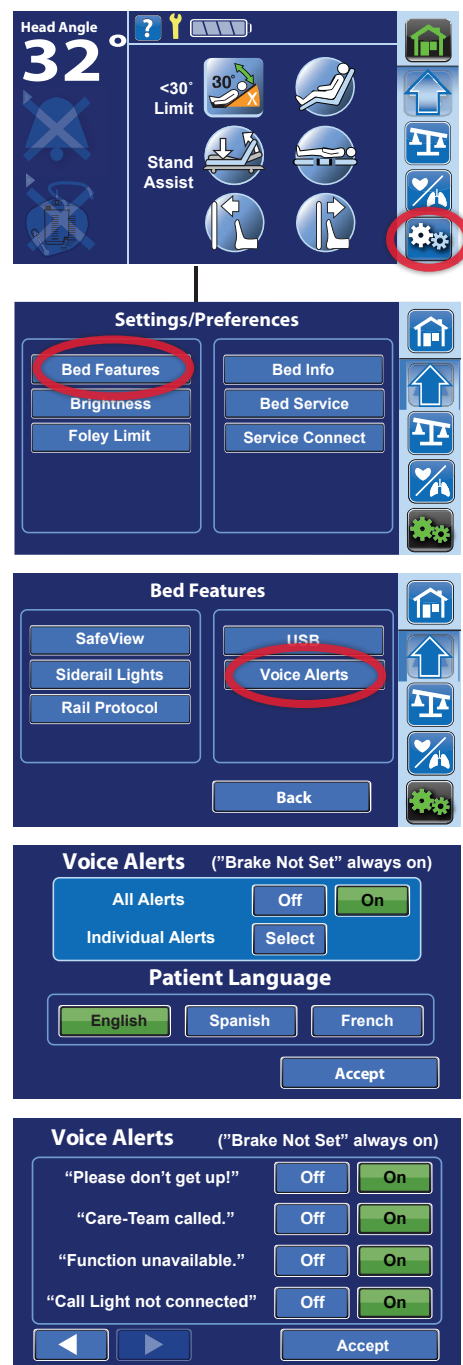 Head Angle
32°
?
<30°
Limit
30°
X
Stand
Assist
Settings/Preferences
Bed Features
Bed Info
Brightness
Bed Service
Foley Limit
Service Connect
Bed Features
SafeView
USB
Siderail Lights
Voice Alerts
Rail Protocol
Back
Voice Alerts ("Brake Not Set" always on)
All Alerts Off On
Individual Alerts Select
Patient Language
English Spanish French
Accept
Voice Alerts ("Brake Not Set" always on)
“Please don’t get up!” Off On
“Care-Team called.” Off On
“Function unavailable.” Off On
“Call Light not connected” Off On
Accept